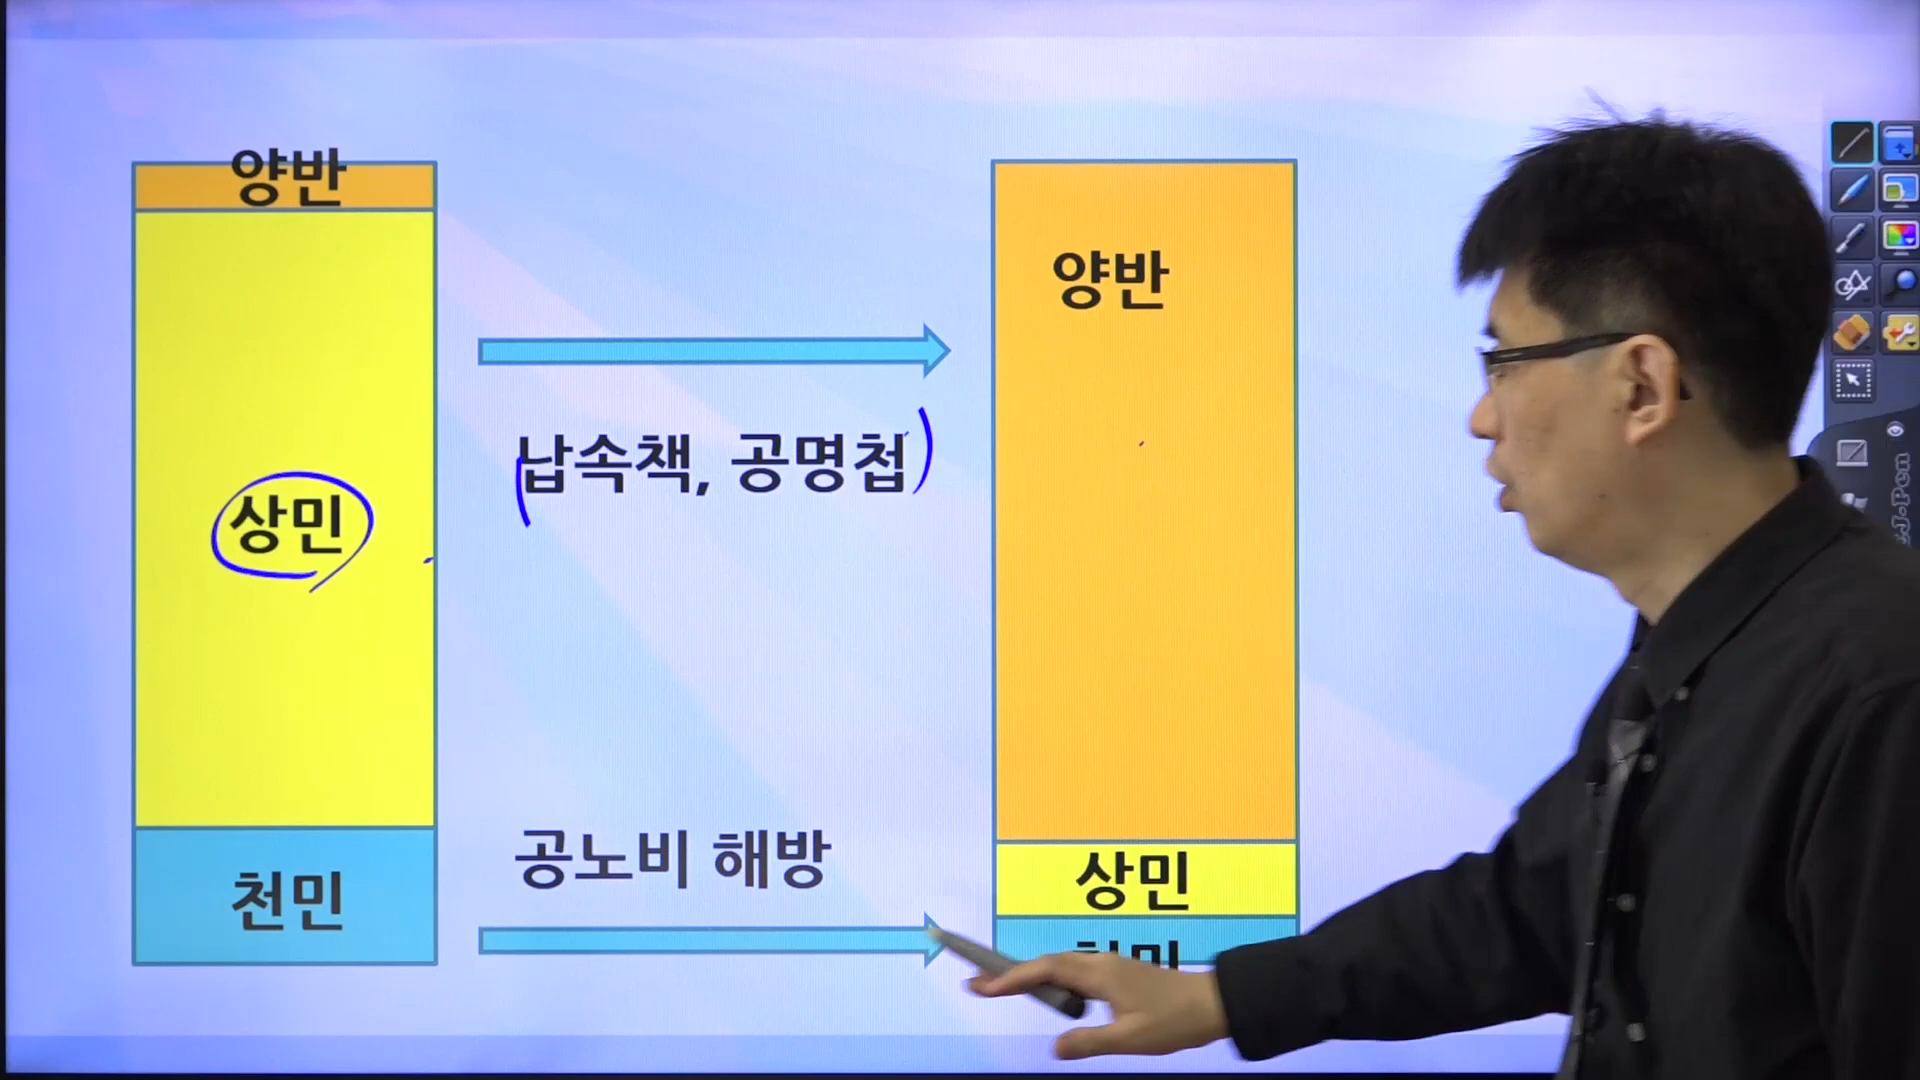 양반
상민
천민
납속책, 공명첩
공노비 해방
양반
상민